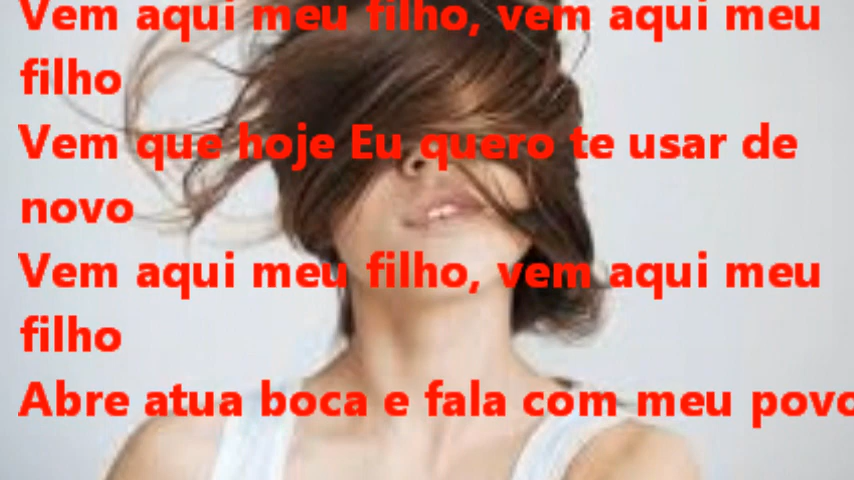 Vem aqui meu filho, vem aqui meu
filho
Vem que hoje Eu quero te usar de
novo
Vem aqui meu filho, vem aqui meu
filho
Abre atua boca e fala com meu povo